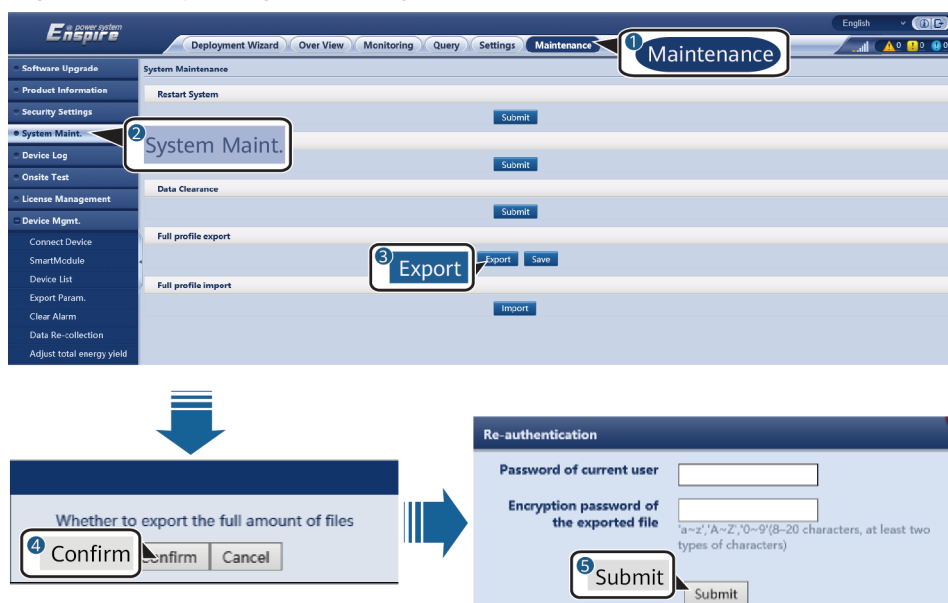 power system
Enspire
English
Deployment Wizard Over View Monitoring Query Settings Maintenance
1 Maintenance
0 0 0
Software Upgrade
System Maintenance
Product Information
Restart System
Security Settings
Submit
System Maint.
2 System Maint.
Device Log
Submit
Onsite Test
Data Clearance
License Management
Submit
Device Mgmt.
Full profile export
Connect Device
3 Export
Export Save
SmartModule
Device List
Full profile import
Export Param.
Import
Clear Alarm
Data Re-collection
Adjust total energy yield
Whether to export the full amount of files
4 Confirm
Confirm Cancel
Re-authentication
Password of current user
Encryption password of
the exported file
'a~z','A~Z','0~9'(8–20 characters, at least two
types of characters)
5 Submit
Submit